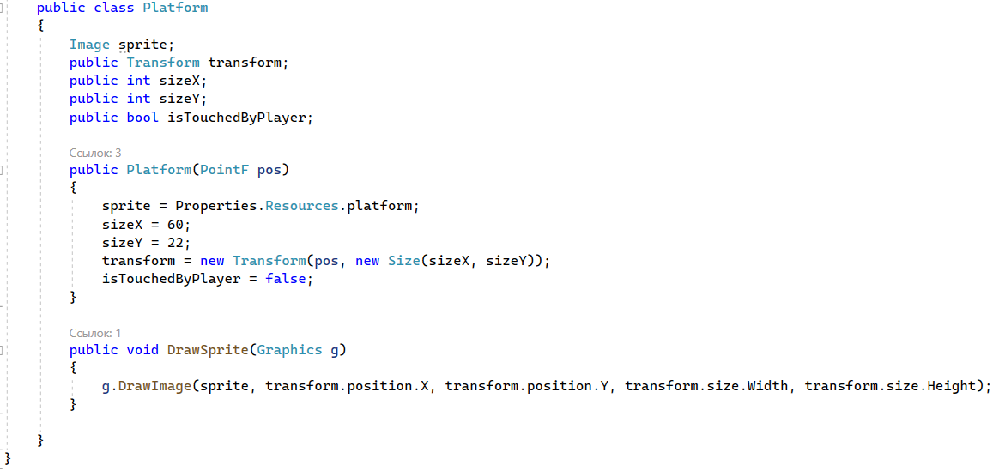 public class Platform
{
Image sprite;
public Transform transform;
public int sizeX;
public int sizeY;
public bool isTouchedByPlayer;
Ссылок: 3
public Platform(PointF pos)
{
sprite = Properties.Resources.platform;
sizeX = 60;
sizeY = 22;
transform = new Transform(pos, new Size(sizeX, sizeY));
isTouchedByPlayer = false;
}
Ссылок: 1
public void DrawSprite(Graphics g)
{
g.DrawImage(sprite, transform.position.X, transform.position.Y, transform.size.Width, transform.size.Height);
}
}
}